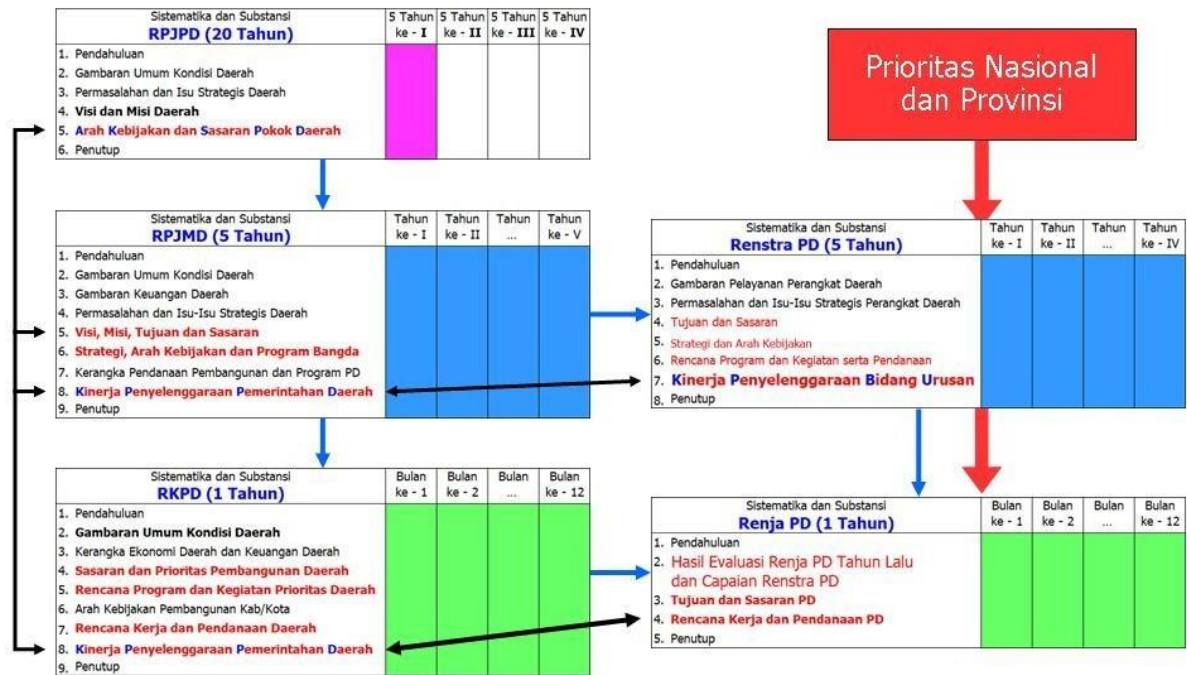 Sistematika dan Substansi
RPJPD (20 Tahun)
5 Tahun ke - I
5 Tahun ke - II
5 Tahun ke - III
5 Tahun ke - IV
1. Pendahuluan
2. Gambaran Umum Kondisi Daerah
3. Permasalahan dan Isu Strategis Daerah
4. Visi dan Misi Daerah
5. Arah Kebijakan dan Sasaran Pokok Daerah
6. Penutup
Prioritas Nasional
dan Provinsi
Sistematika dan Substansi
RPJMD (5 Tahun)
Tahun ke - I
Tahun ke - II
Tahun ...
Tahun ke - V
1. Pendahuluan
2. Gambaran Umum Kondisi Daerah
3. Gambaran Keuangan Daerah
4. Permasalahan dan Isu-Isu Strategis Daerah
5. Visi, Misi, Tujuan dan Sasaran
6. Strategi, Arah Kebijakan dan Program Bangda
7. Kerangka Pendanaan Pembangunan dan Program PD
8. Kinerja Penyelenggaraan Pemerintahan Daerah
9. Penutup
Sistematika dan Substansi
Renstra PD (5 Tahun)
Tahun ke - I
Tahun ke - II
Tahun ...
Tahun ke - IV
1. Pendahuluan
2. Gambaran Pelayanan Perangkat Daerah
3. Permasalahan dan Isu-Isu Strategis Perangkat Daerah
4. Tujuan dan Sasaran
5. Strategi dan Arah Kebijakan
6. Rencana Program dan Kegiatan serta Pendanaan
7. Kinerja Penyelenggaraan Bidang Urusan
8. Penutup
Sistematika dan Substansi
RKPD (1 Tahun)
Bulan ke - 1
Bulan ke - 2
Bulan ...
Bulan ke - 12
1. Pendahuluan
2. Gambaran Umum Kondisi Daerah
3. Kerangka Ekonomi Daerah dan Keuangan Daerah
4. Sasaran dan Prioritas Pembangunan Daerah
5. Rencana Program dan Kegiatan Prioritas Daerah
6. Arah Kebijakan Pembangunan Kab/Kota
7. Rencana Kerja dan Pendanaan Daerah
8. Kinerja Penyelenggaraan Pemerintahan Daerah
9. Penutup
Sistematika dan Substansi
Renja PD (1 Tahun)
Bulan ke - 1
Bulan ke - 2
Bulan ...
Bulan ke - 12
1. Pendahuluan
2. Hasil Evaluasi Renja PD Tahun Lalu
dan Capaian Renstra PD
3. Tujuan dan Sasaran PD
4. Rencana Kerja dan Pendanaan PD
5. Penutup